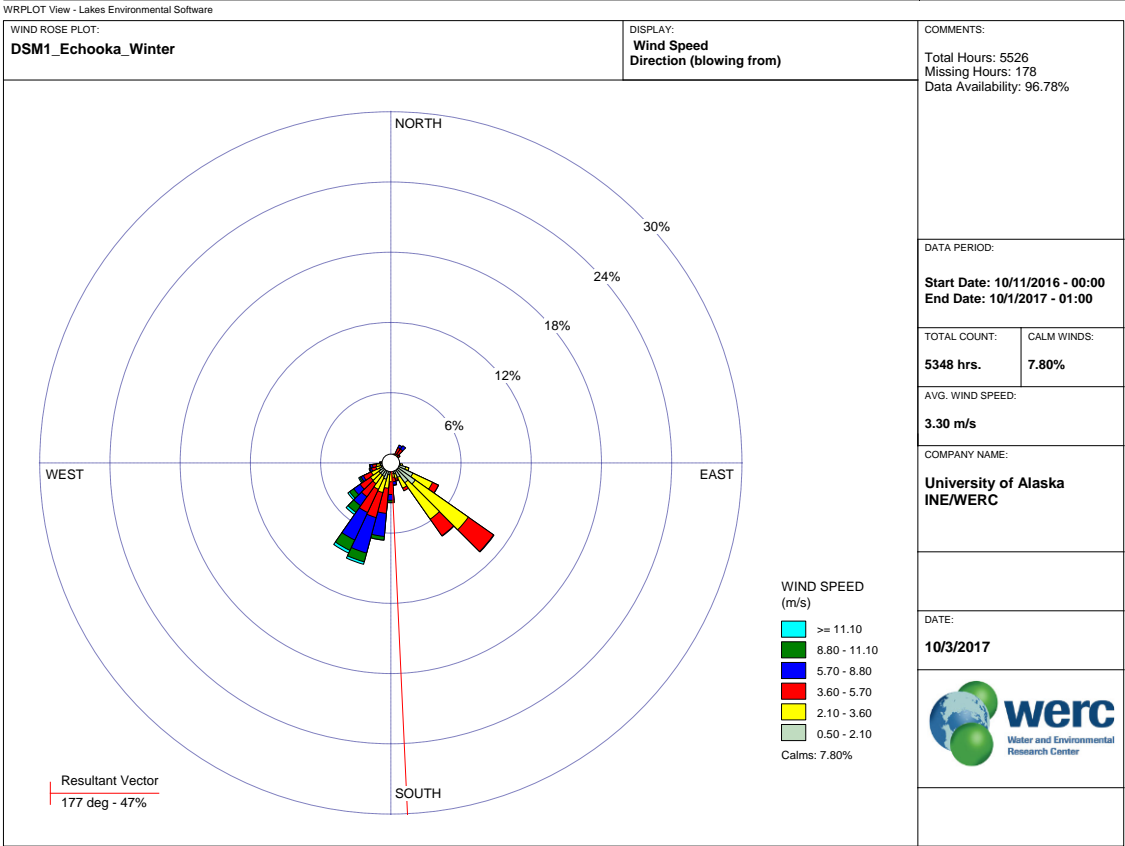 WRPLOT View - Lakes Environmental Software
WIND ROSE PLOT:
DSM1_Echooka_Winter
DISPLAY:
Wind Speed
Direction (blowing from)
COMMENTS:
Total Hours: 5526
Missing Hours: 178
Data Availability: 96.78%
NORTH
30%
24%
18%
12%
6%
WEST
EAST
SOUTH
Resultant Vector
177 deg - 47%
WIND SPEED
(m/s)
>= 11.10
8.80 - 11.10
5.70 - 8.80
3.60 - 5.70
2.10 - 3.60
0.50 - 2.10
Calms: 7.80%
DATA PERIOD:
Start Date: 10/11/2016 - 00:00
End Date: 10/1/2017 - 01:00
TOTAL COUNT:
5348 hrs.
CALM WINDS:
7.80%
AVG. WIND SPEED:
3.30 m/s
COMPANY NAME:
University of Alaska
INE/WERC
DATE:
10/3/2017
werc
Water and Environmental
Research Center